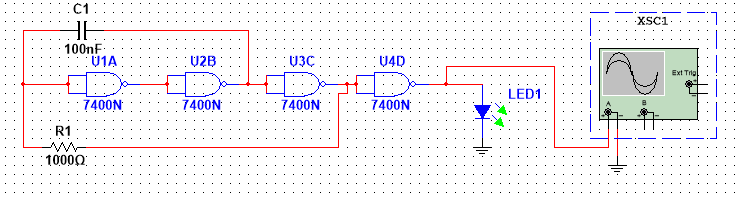 C1
100nF
U1A
7400N
U2B
7400N
U3C
7400N
U4D
7400N
R1
1000Ω
LED1
XSC1
Ext Trig
+
−
A
B
+ −
+ −